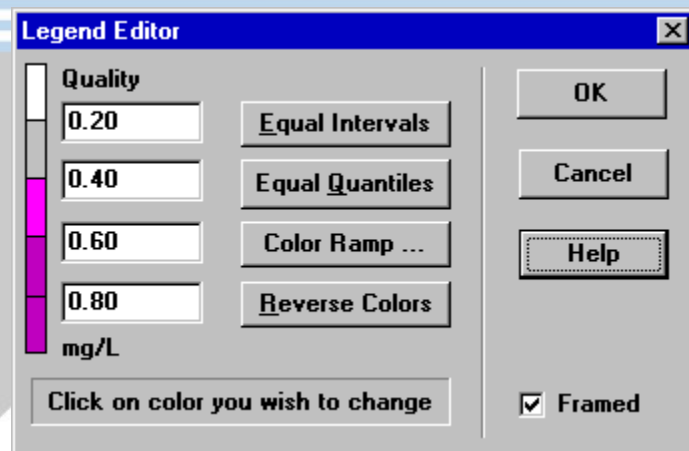 Legend Editor
Quality
0.20
0.40
0.60
0.80
mg/L
Equal Intervals
Equal Quantiles
Color Ramp ...
Reverse Colors
Click on color you wish to change
OK
Cancel
Help
Framed